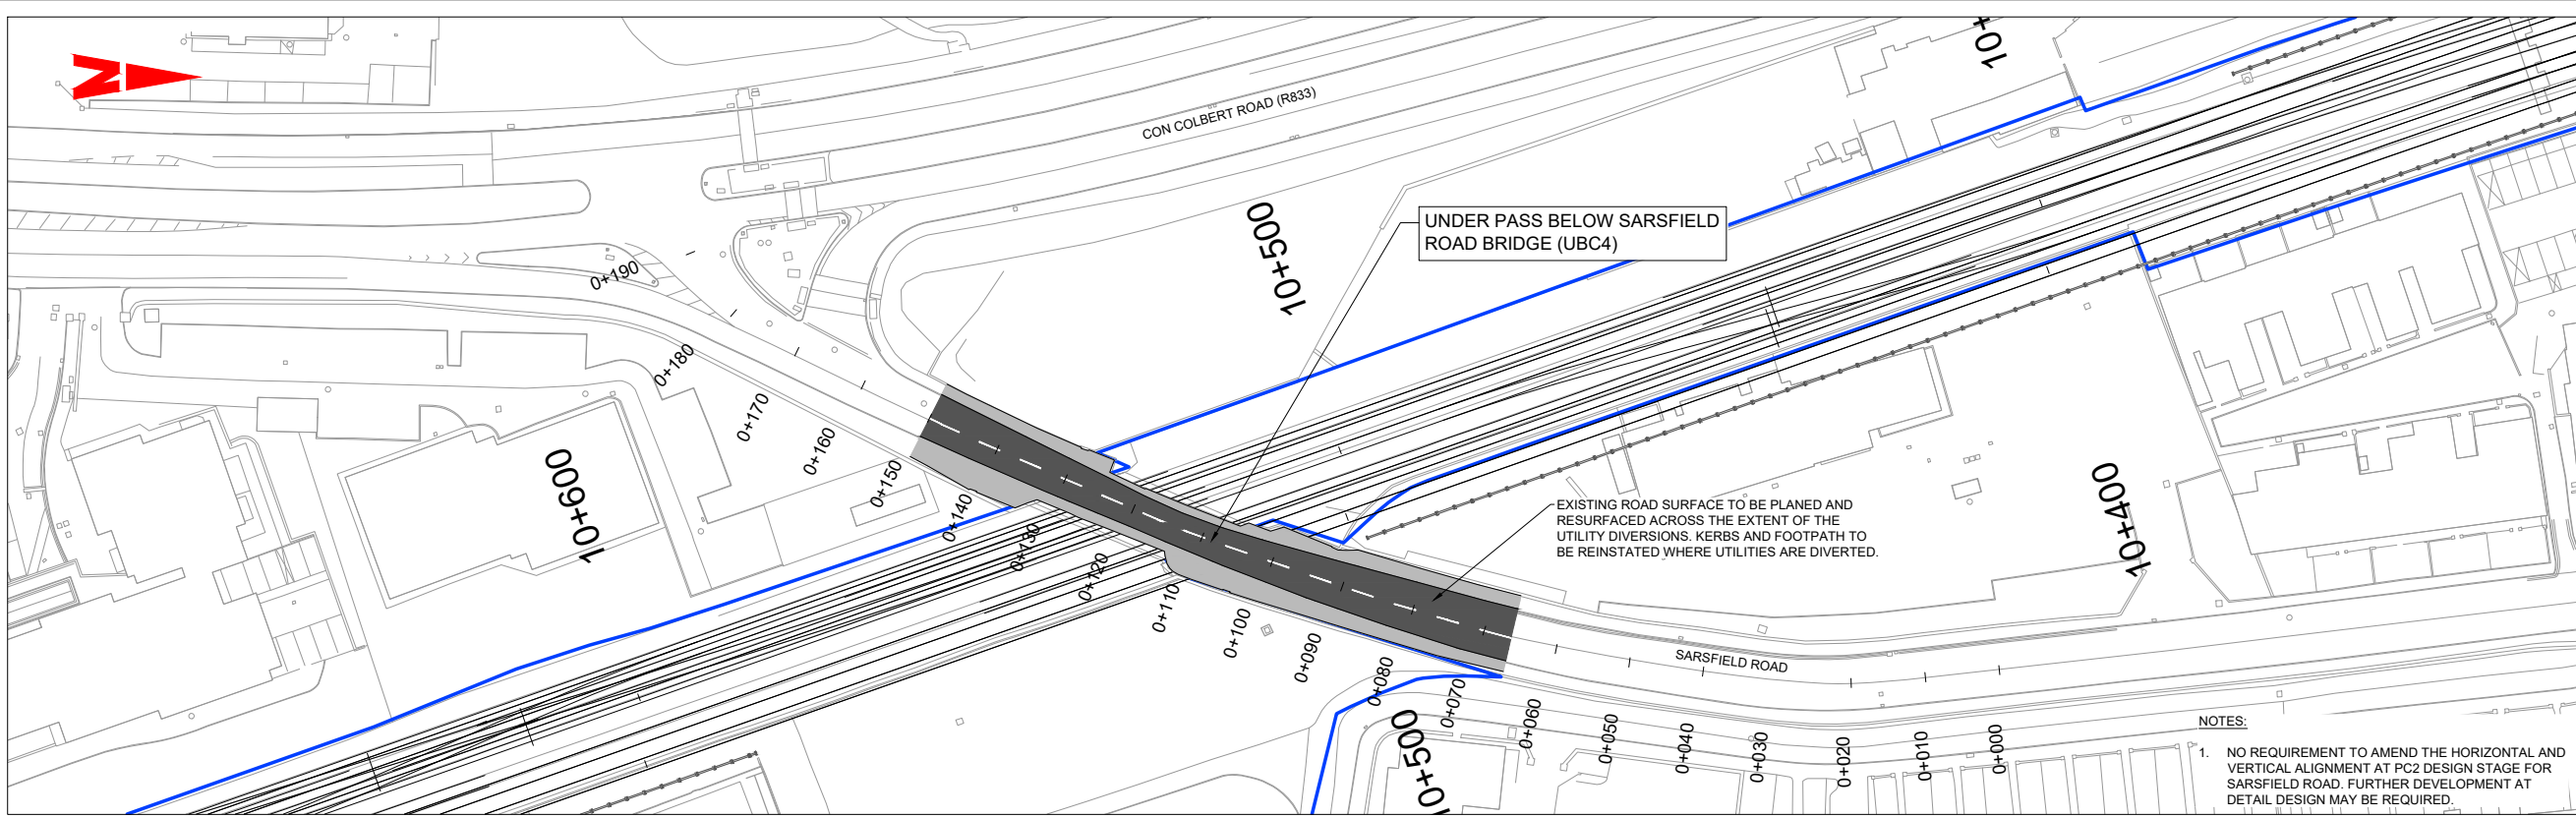 N
CON COLBERT ROAD (R833)
10+
10+500
UNDER PASS BELOW SARSFIELD
ROAD BRIDGE (UBC4)
0+190
0+180
0+170
0+160
0+150
0+140
0+130
0+120
0+110
0+100
0+090
0+080
0+070
0+060
0+050
0+040
0+030
0+020
0+010
0+000
10+600
10+400
10+500
EXISTING ROAD SURFACE TO BE PLANED AND
RESURFACED ACROSS THE EXTENT OF THE
UTILITY DIVERSIONS. KERBS AND FOOTPATH TO
BE REINSTATED WHERE UTILITIES ARE DIVERTED.
SARSFIELD ROAD
NOTES:
1. NO REQUIREMENT TO AMEND THE HORIZONTAL AND
VERTICAL ALIGNMENT AT PC2 DESIGN STAGE FOR
SARSFIELD ROAD. FURTHER DEVELOPMENT AT
DETAIL DESIGN MAY BE REQUIRED.